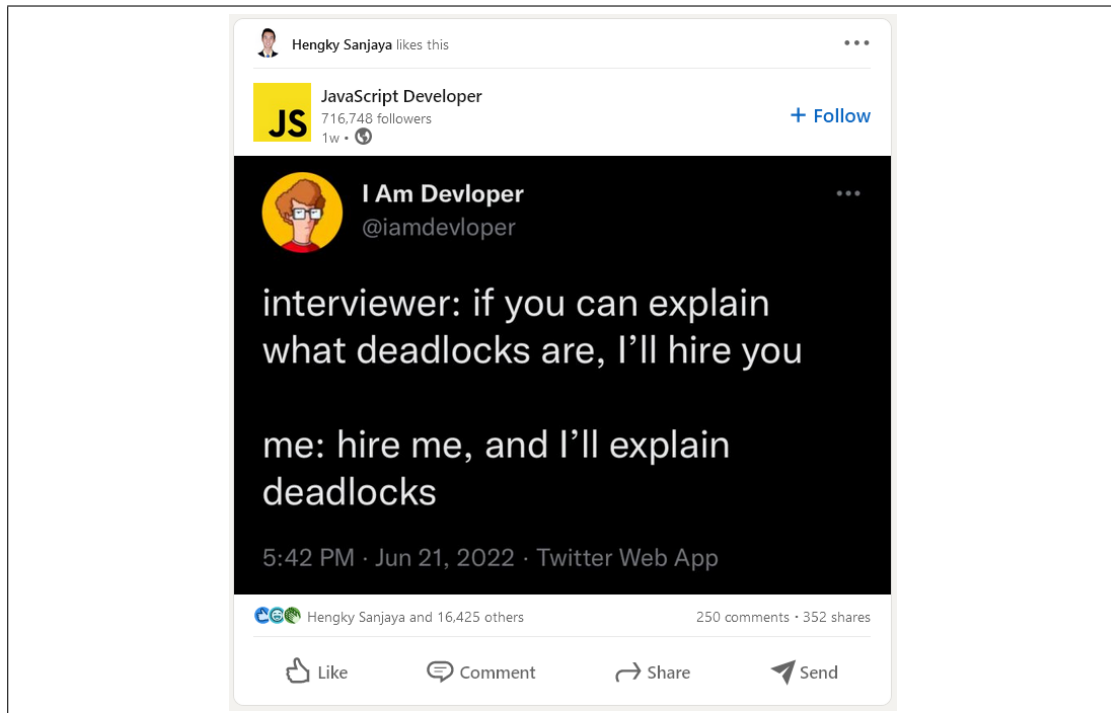 Hengky Sanjaya likes this
JS
JavaScript Developer
716,748 followers
1w •
+ Follow
I Am Devloper
@iamdevloper
interviewer: if you can explain
what deadlocks are, I’ll hire you
me: hire me, and I’ll explain
deadlocks
5:42 PM · Jun 21, 2022 · Twitter Web App
Hengky Sanjaya and 16,425 others
250 comments • 352 shares
Like
Comment
Share
Send